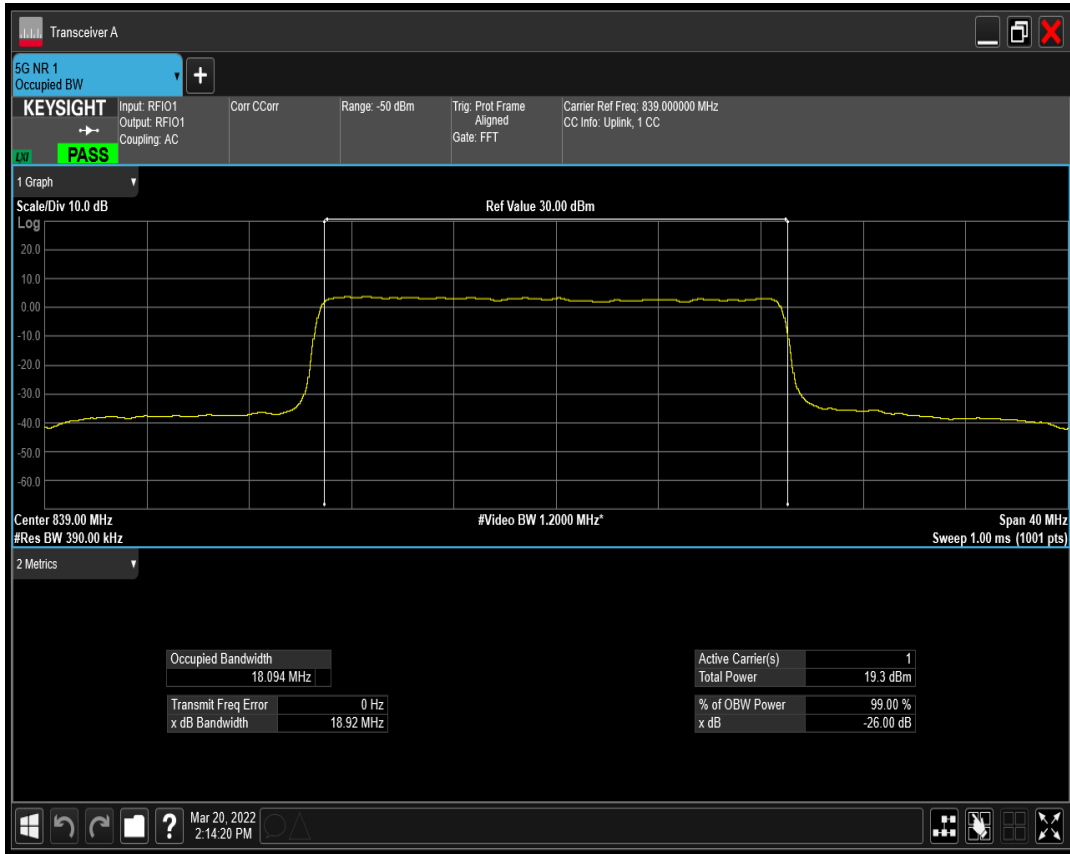 Transceiver A
5G NR 1
Occupied BW
+
KEYSIGHT
LXI
PASS
Input: RFIO1
Output: RFIO1
Coupling: AC
Corr CCorr
Range: -50 dBm
Trig: Prot Frame
Aligned
Gate: FFT
Carrier Ref Freq: 839.000000 MHz
CC Info: Uplink, 1 CC
1 Graph
Scale/Div 10.0 dB
Ref Value 30.00 dBm
Log
20.0
10.0
0.00
-10.0
-20.0
-30.0
-40.0
-50.0
-60.0
Center 839.00 MHz
#Video BW 1.2000 MHz*
Span 40 MHz
#Res BW 390.00 kHz
Sweep 1.00 ms (1001 pts)
2 Metrics
Occupied Bandwidth
18.094 MHz
Transmit Freq Error 0 Hz
x dB Bandwidth 18.92 MHz
Active Carrier(s) 1
Total Power 19.3 dBm
% of OBW Power 99.00 %
x dB -26.00 dB
?
Mar 20, 2022
2:14:20 PM